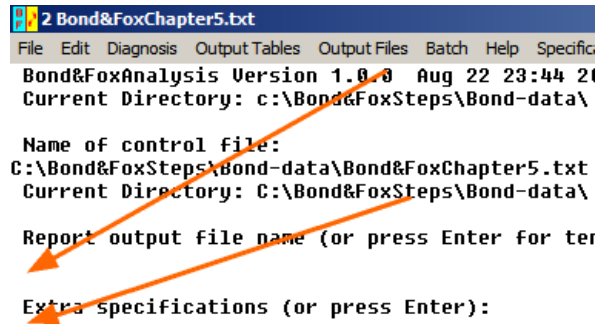 2 Bond&FoxChapter5.txt
File Edit Diagnosis Output Tables Output Files Batch Help
Bond&FoxAnalysis Version 1.0.0 Aug 22 23:44
Current Directory: c:\Bond&FoxSteps\Bond-data\
Name of control file:
C:\Bond&FoxSteps\Bond-data\Bond&FoxChapter5.txt
Current Directory: C:\Bond&FoxSteps\Bond-data\
Report output file name (or press Enter for
Extra specifications (or press Enter):